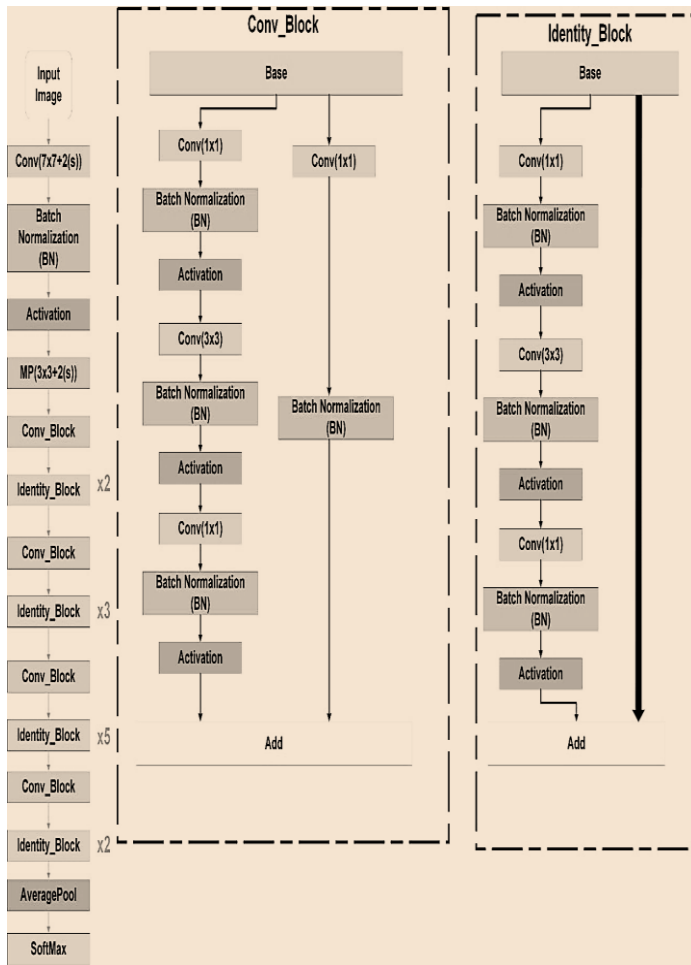 Input
Image
Conv(7x7+2(s))
Batch
Normalization
(BN)
Activation
MP(3x3+2(s))
Conv_Block
Identity_Block x2
Conv_Block
Identity_Block x3
Conv_Block
Identity_Block x5
Conv_Block
Identity_Block x2
AveragePool
SoftMax
Conv_Block
Base
Conv(1x1)
Batch Normalization
(BN)
Activation
Conv(3x3)
Batch Normalization
(BN)
Activation
Conv(1x1)
Batch Normalization
(BN)
Activation
Conv(1x1)
Batch Normalization
(BN)
Add
Identity_Block
Base
Conv(1x1)
Batch Normalization
(BN)
Activation
Conv(3x3)
Batch Normalization
(BN)
Activation
Conv(1x1)
Batch Normalization
(BN)
Activation
Add